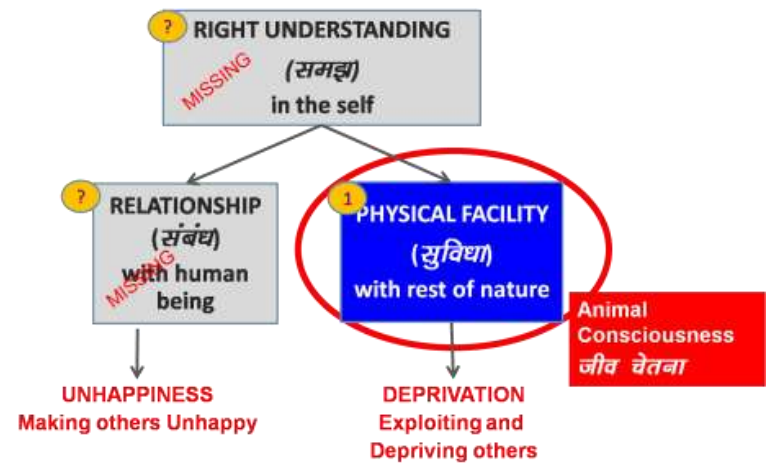 ?
RIGHT UNDERSTANDING
MISSING
(समझ)
in the self
?
RELATIONSHIP
(संबंध)
with human
being
MISSING
1
PHYSICAL FACILITY
(सुविधा)
with rest of nature
Animal
Consciousness
जीव चेतना
UNHAPPINESS
Making others Unhappy
DEPRIVATION
Exploiting and
Depriving others